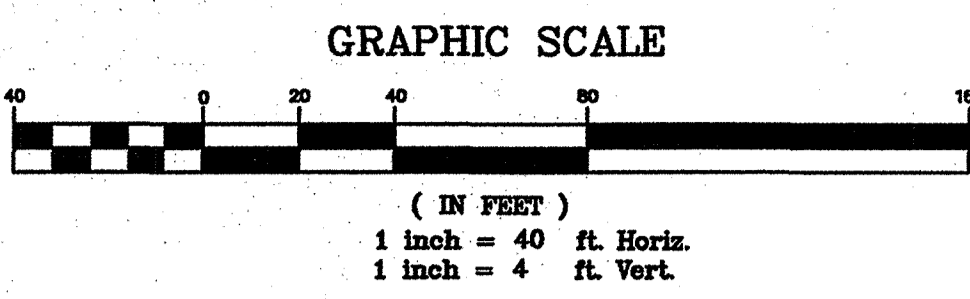 GRAPHIC SCALE
40 0 20 40 80
( IN FEET )
1 inch = 40 ft. Horiz.
1 inch = 4 ft. Vert.